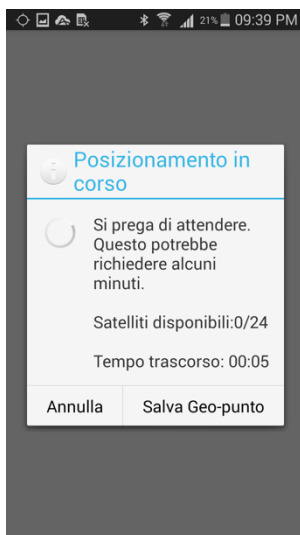 21% 09:39 PM
Posizionamento in
corso
Si prega di attendere.
Questo potrebbe
richiedere alcuni
minuti.
Satelliti disponibili:0/24
Tempo trascorso: 00:05
Annulla Salva Geo-punto